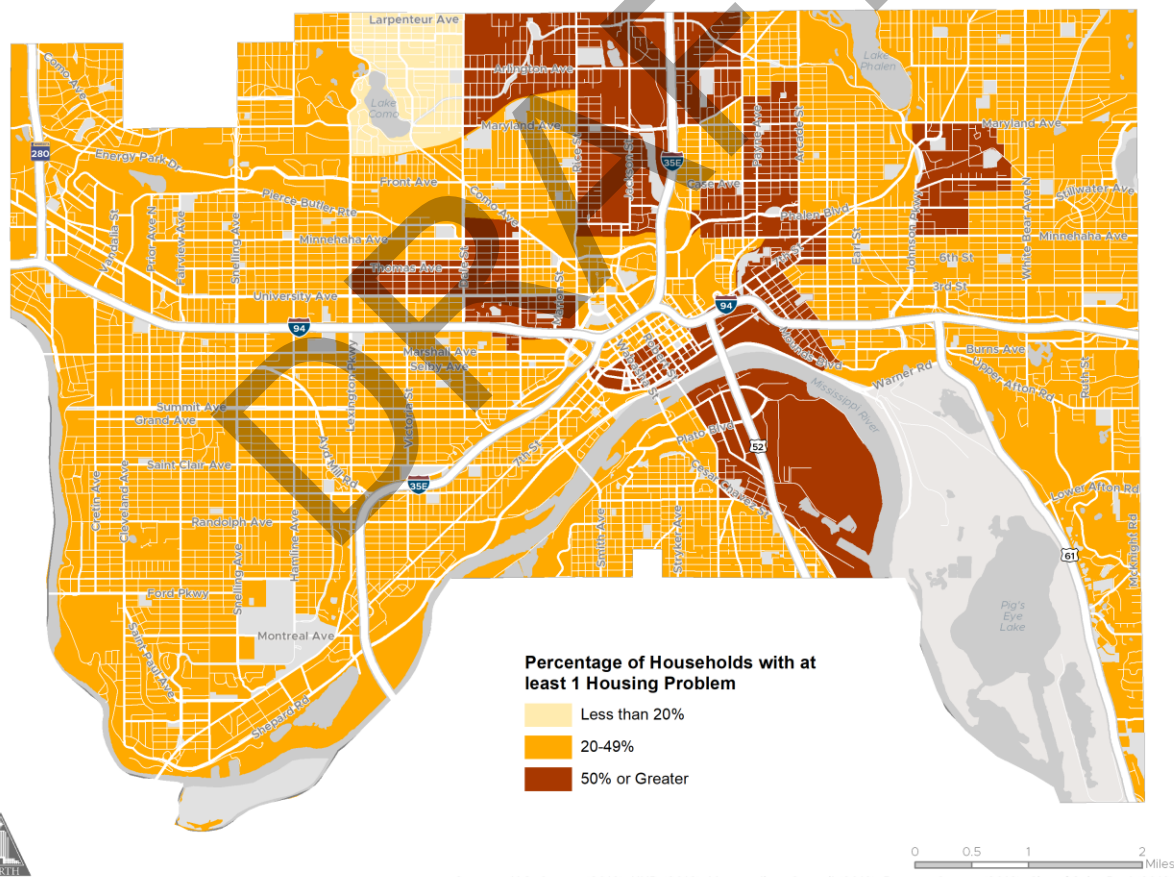 Larpenteur Ave
Como Ave
Arlington Ave
Lake
Phalen
Lake
Como
Maryland Ave
Maryland Ave
280
Energy Park Dr
Rice St
Jackson St
35E
Payne Ave
Arcade St
Front Ave
Case Ave
Stillwater Ave
Pierce Butler Rte
Como Ave
Phalen Blvd
Johnson Pkwy
White Bear Ave N
Vandalia St
Prior Ave N
Fairview Ave
Snelling Ave
Minnehaha Ave
Earl St
Minnehaha Ave
Thomas Ave
Dale St
Marion St
7th St
6th St
University Ave
3rd St
94
94
Marshall Ave
Selby Ave
Lexington Pkwy
Wabasha St
Robert St
Mounds Blvd
Burns Ave
Upper Afton Rd
Ruth St
Warner Rd
Summit Ave
Grand Ave
Victoria St
Mississippi River
Plato Blvd
52
Saint Clair Ave
Ayd Mill Rd
7th St
35E
Cesar Chavez St
Cretin Ave
Cleveland Ave
Randolph Ave
Hamline Ave
Lower Afton Rd
Smith Ave
Stryker Ave
McKnight Rd
61
Snelling Ave
Ford Pkwy
Pig's
Eye
Lake
Saint Paul Ave
Montreal Ave
Shepard Rd
Percentage of Households with at
least 1 Housing Problem
Less than 20%
20-49%
50% or Greater
0 0.5 1 2
Miles